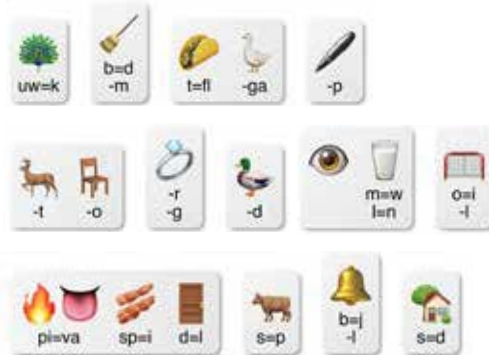 uw=k b=d t=fl -ga -p
-m
-t -o -r -d m=w o=i
-g l=n -l
pi=va sp=i d=l s=p b=j s=d
-l